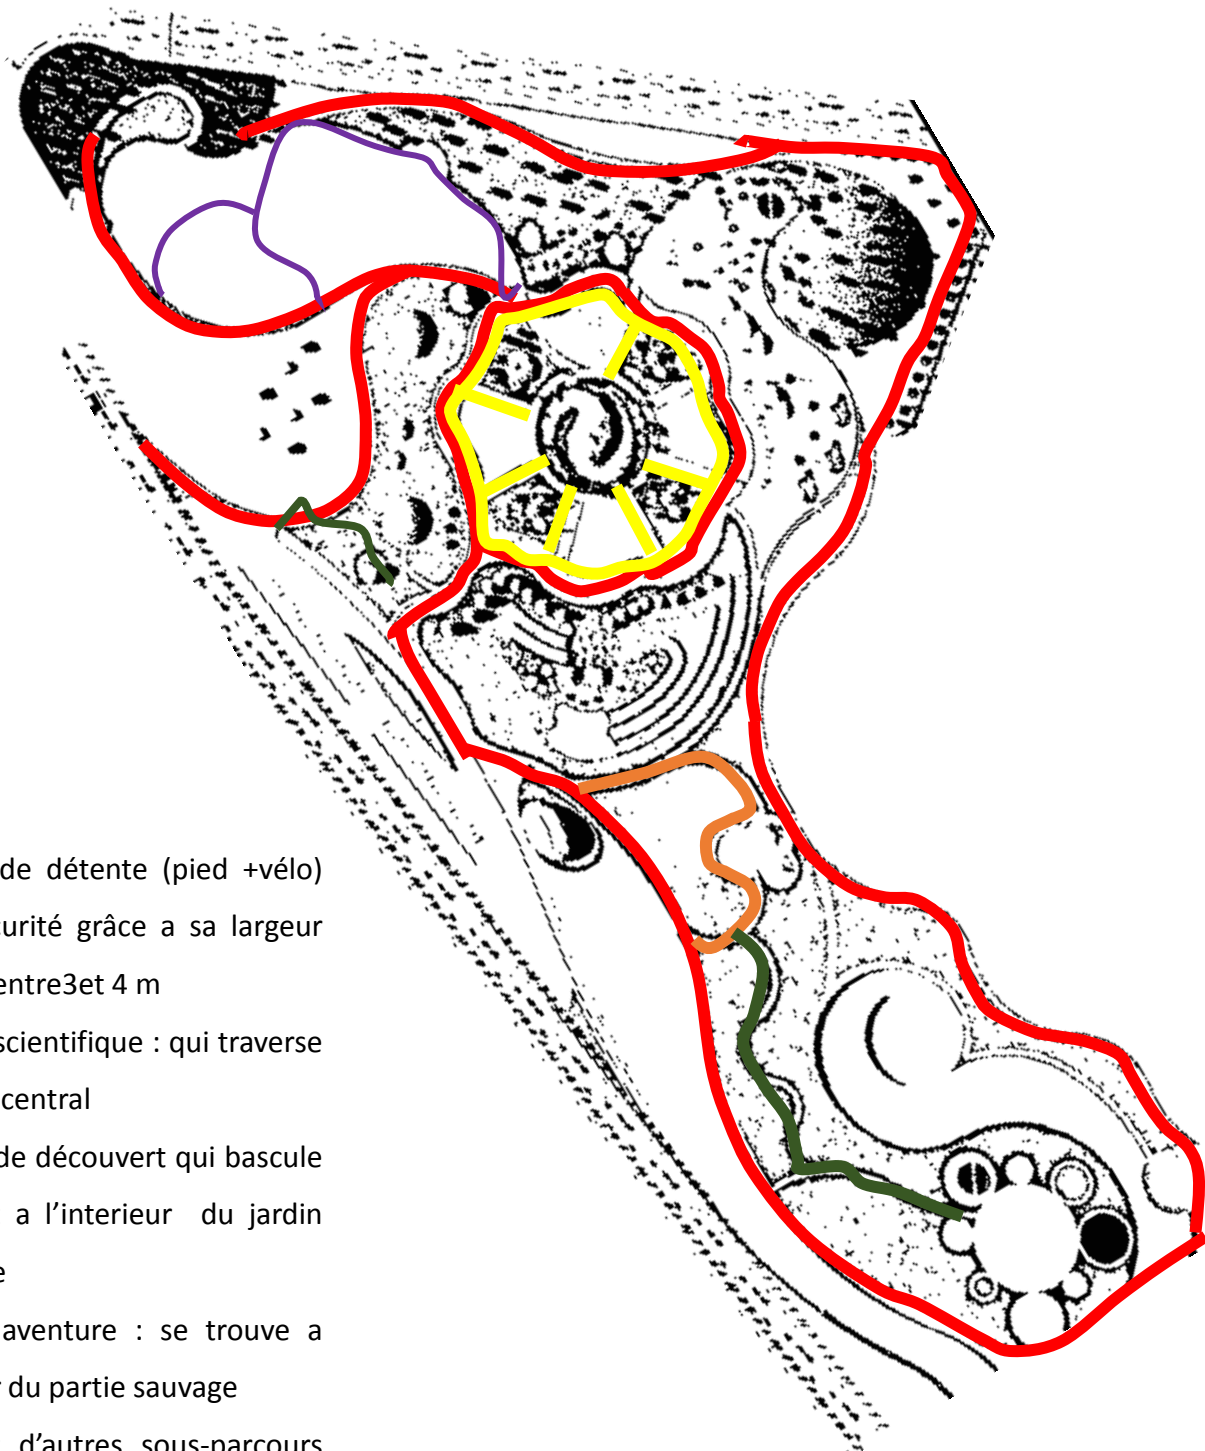 de détente (pied +vélo)
curité grâce a sa largeur
entre3et 4 m
scientifique : qui traverse
central
de découvert qui bascule
a l’interieur du jardin
e
aventure : se trouve a
r du partie sauvage
d’autres sous-parcours